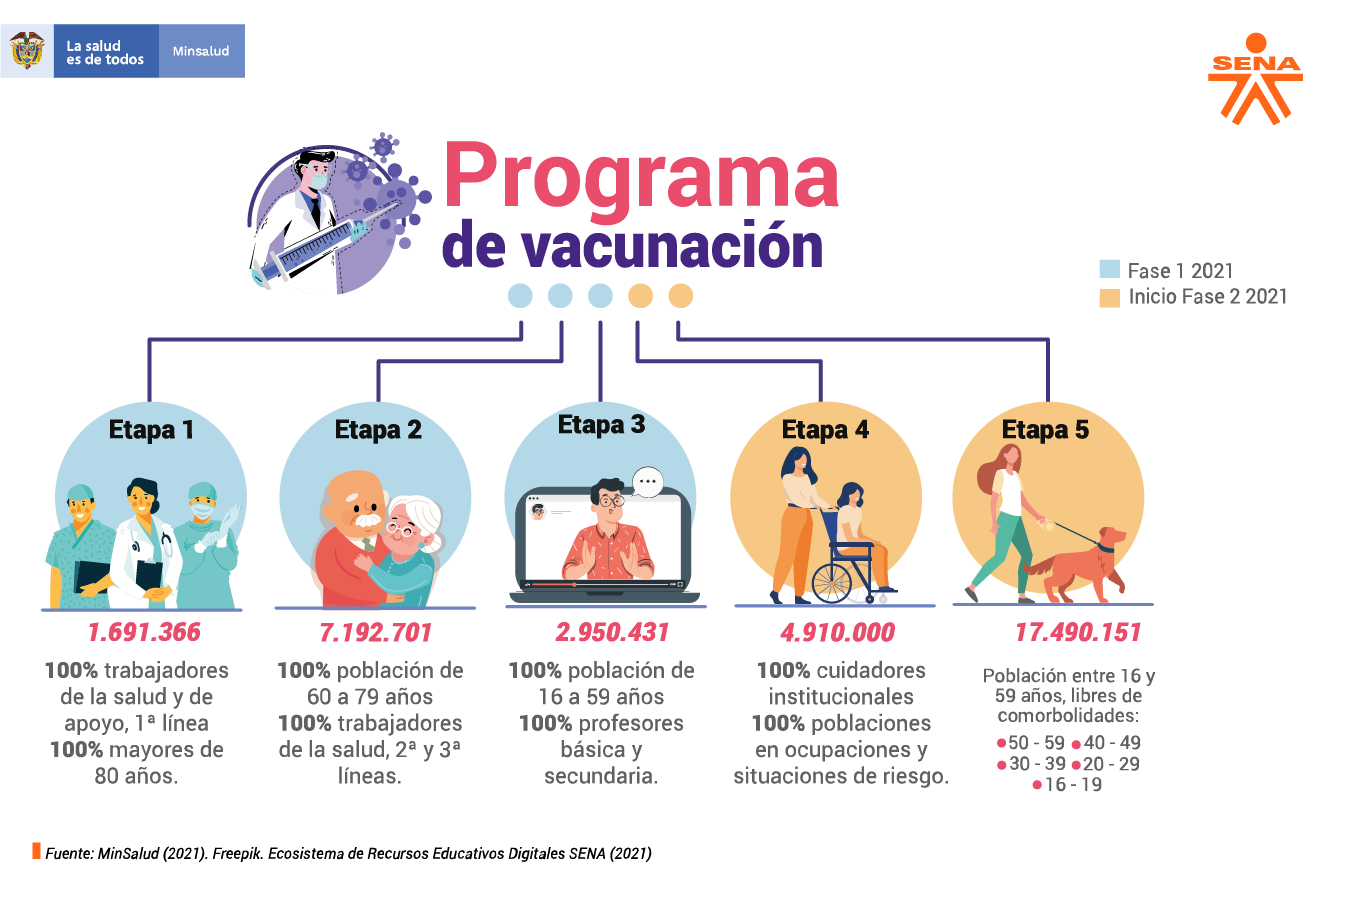 La salud
es de todos
Minsalud
SENA
Programa
de vacunación
Fase 1 2021
Inicio Fase 2 2021
Etapa 1
1.691.366
100% trabajadores
de la salud y de
apoyo, 1ª línea
100% mayores de
80 años.
Etapa 2
7.192.701
100% población de
60 a 79 años
100% trabajadores
de la salud, 2ª y 3ª
líneas.
Etapa 3
2.950.431
100% población de
16 a 59 años
100% profesores
básica y
secundaria.
Etapa 4
4.910.000
100% cuidadores
institucionales
100% poblaciones
en ocupaciones y
situaciones de riesgo.
Etapa 5
17.490.151
Población entre 16 y
59 años, libres de
comorbolidades:
50 - 59 40 - 49
30 - 39 20 - 29
16 - 19
Fuente: MinSalud (2021). Freepik. Ecosistema de Recursos Educativos Digitales SENA (2021)